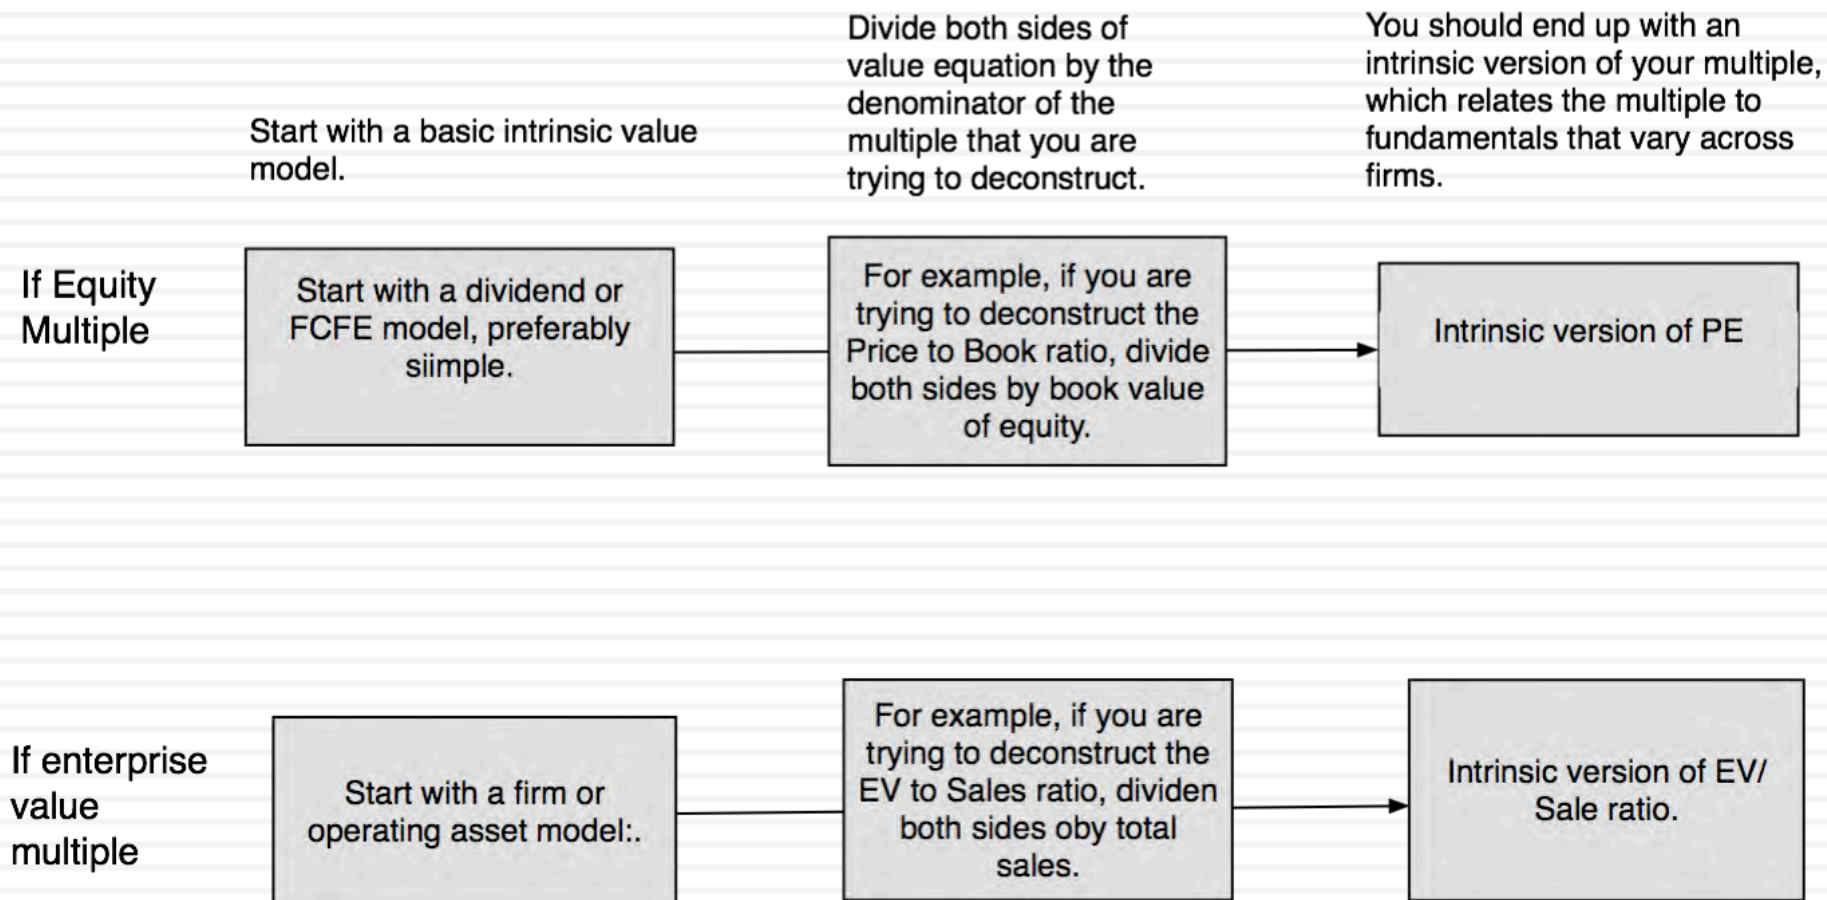 Start with a basic intrinsic value
model.
Divide both sides of
value equation by the
denominator of the
multiple that you are
trying to deconstruct.
You should end up with an
intrinsic version of your multiple,
which relates the multiple to
fundamentals that vary across
firms.
If Equity
Multiple
Start with a dividend or
FCFE model, preferably
siimple.
For example, if you are
trying to deconstruct the
Price to Book ratio, divide
both sides by book value
of equity.
Intrinsic version of PE
If enterprise
value
multiple
Start with a firm or
operating asset model:.
For example, if you are
trying to deconstruct the
EV to Sales ratio, dividen
both sides oby total
sales.
Intrinsic version of EV/
Sale ratio.